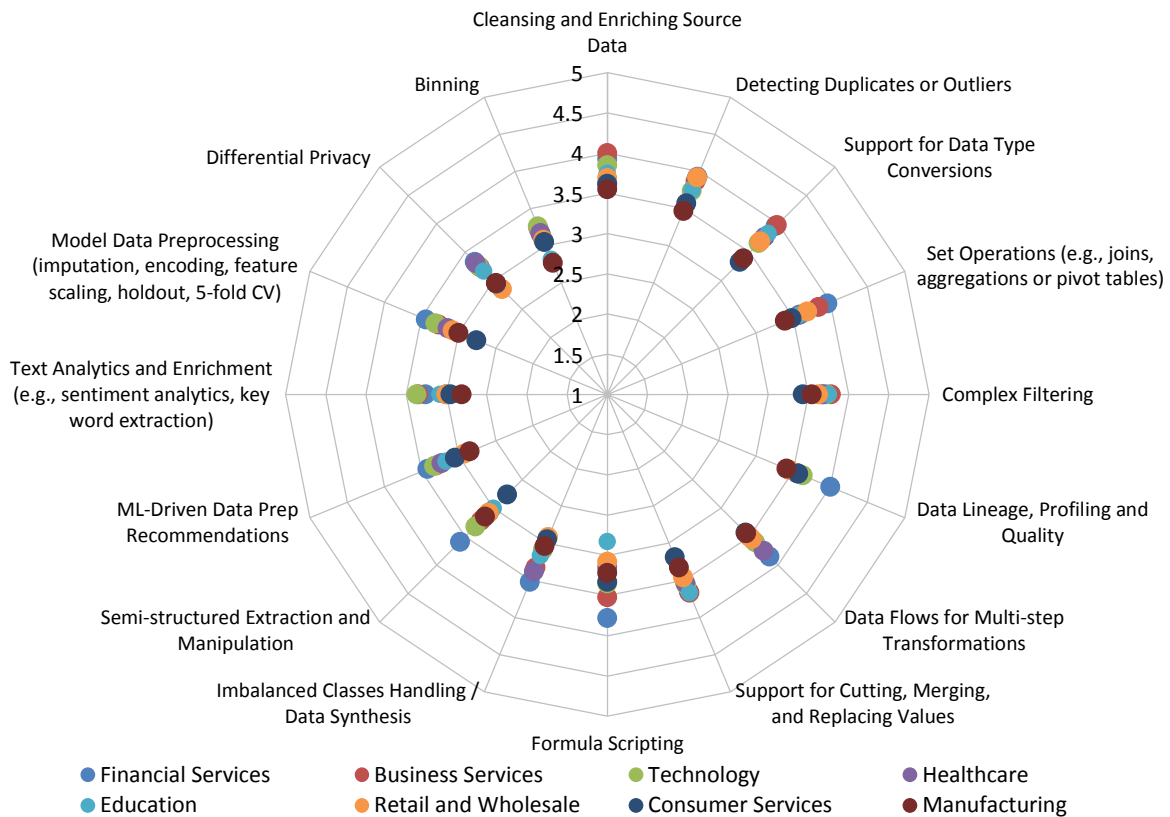 Cleansing and Enriching Source
Data
Detecting Duplicates or Outliers
Support for Data Type
Conversions
Set Operations (e.g., joins,
aggregations or pivot tables)
Complex Filtering
Data Lineage, Profiling and
Quality
Data Flows for Multi-step
Transformations
Support for Cutting, Merging,
and Replacing Values
Formula Scripting
Imbalanced Classes Handling /
Data Synthesis
Semi-structured Extraction and
Manipulation
ML-Driven Data Prep
Recommendations
Text Analytics and Enrichment
(e.g., sentiment analytics, key
word extraction)
Model Data Preprocessing
(imputation, encoding, feature
scaling, holdout, 5-fold CV)
Differential Privacy
Binning
5
4.5
4
3.5
3
2.5
2
1.5
1
Financial Services
Business Services
Technology
Healthcare
Education
Retail and Wholesale
Consumer Services
Manufacturing